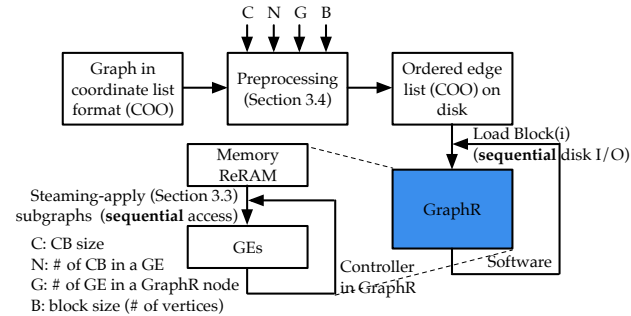 C N G B
Graph in
coordinate list
format (COO)
Preprocessing
(Section 3.4)
Ordered edge
list (COO) on
disk
Load Block(i)
(sequential disk I/O)
Memory
ReRAM
Steaming-apply (Section 3.3)
subgraphs (sequential access)
GraphR
GEs
C: CB size
N: # of CB in a GE
G: # of GE in a GraphR node
B: block size (# of vertices)
Controller
in GraphR
Software